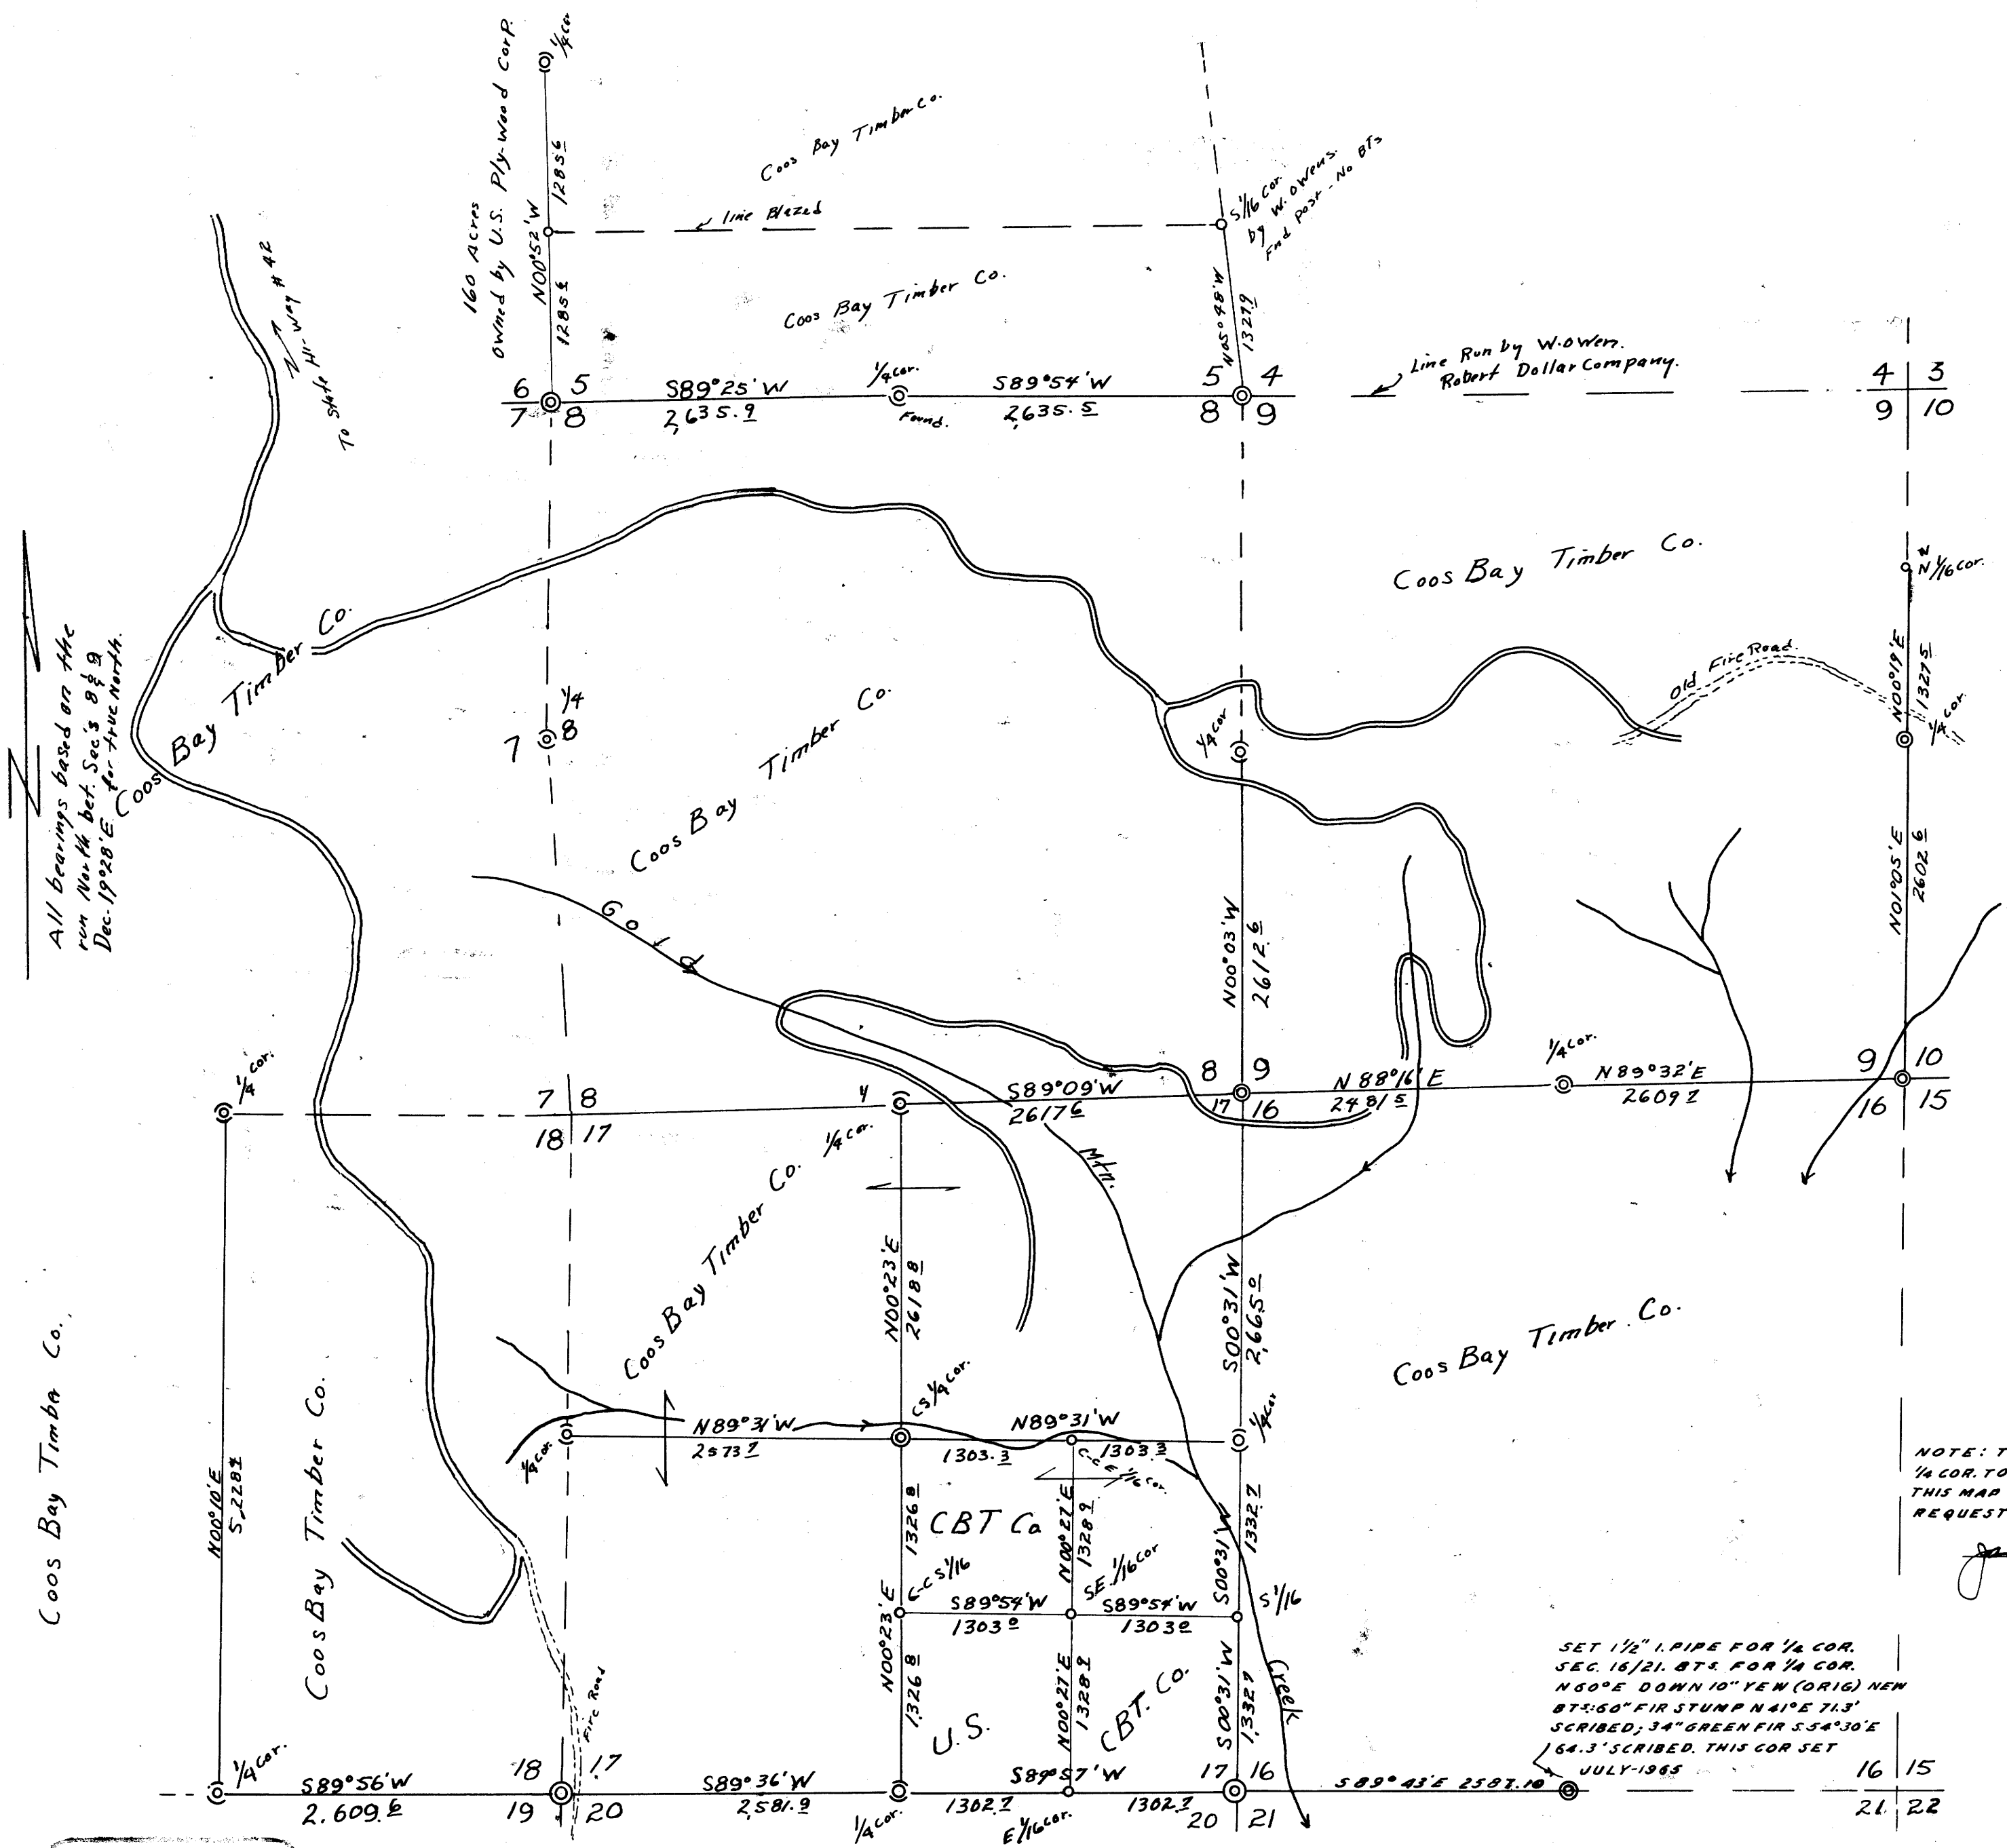 1/4 cor.
160 Acres
owned by U.S. Ply-wood Corp.
N00°52'W
1285.6
1285.6
Coos Bay Timber Co.
line Blazed
S 1/16 Cor.
by W. Owens.
Fnd post - No BTs
Coos Bay Timber Co.
N05°48'W
1327.9
To State Hi-way #42
6 5
7 8
S89°25'W
2,635.9
1/4 cor.
Found.
S89°54'W
2,635.5
5 4
8 9
Line Run by W. Owen.
Robert Dollar Company.
4 3
9 10
Coos Bay Timber Co.
N 1/16 cor.
All bearings based on the
run North bet. Sec's 8 & 9
Dec-19°28'E for true North.
N
Coos Bay Timber Co.
1/4
7 8
Coos Bay Timber Co.
1/4 cor
Old Fire Road
N00°19'E
1327.5
1/4 cor.
N01°05'E
2602.6
Gold
N00°03'W
2612.6
1/4 cor.
7 8
18 17
1/4 cor.
S89°09'W
2617.6
8 9
17 16
N 88°16'E
2481.5
1/4 cor.
N89°32'E
2609.7
9 10
16 15
Mtn.
Coos Bay Timber Co.
N00°23'E
2618.8
S00°31'W
2,665.0
Coos Bay Timber Co.
Coos Bay Timber Co.,
N00°10'E
5,228.9
Coos Bay Timber Co.
1/4 cor.
N89°31'W
2573.7
CS 1/4 cor.
N89°31'W
1303.3
1303.3
C-C E 1/16 cor.
1/4 cor
NOTE: T
1/4 COR. TO
THIS MAP
REQUEST
CBT Co
1326.8
N00°27'E
1328.9
S00°31'W
1332.7
C-C S 1/16
SE. 1/16 cor
S 1/16
S89°54'W
1303.0
S89°54'W
1303.0
N00°23'E
1326.8
U.S.
N00°27'E
1328.9
CBT. Co.
S00°31'W
1,332.7
Creek
Fire Road
SET 1 1/2" I. PIPE FOR 1/4 COR.
SEC. 16/21. BTS. FOR 1/4 COR.
N60°E DOWN 10" YEW (ORIG) NEW
BTS: 60" FIR STUMP N41°E 71.3'
SCRIBED; 34" GREEN FIR S54°30'E
64.3' SCRIBED. THIS COR SET
JULY-1965
1/4 cor.
S89°56'W
2,609.6
18 17
19 20
S89°36'W
2,581.9
1/4 cor.
S89°57'W
1302.7
E 1/16 cor.
1302.7
17 16
20 21
S89°43'E 2587.10
16 15
21 22